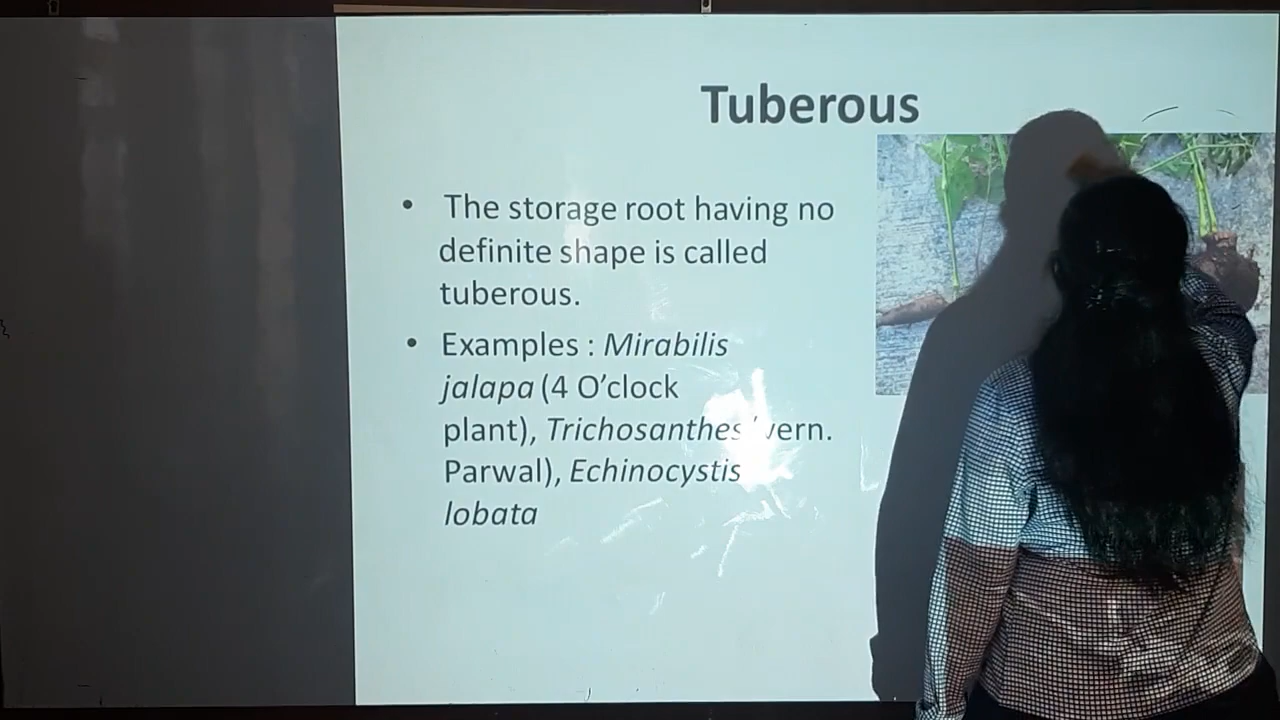 Tuberous
• The storage root having no
definite shape is called
tuberous.
• Examples : Mirabilis
jalapa (4 O’clock
plant), Trichosanthes (vern.
Parwal), Echinocystis
lobata